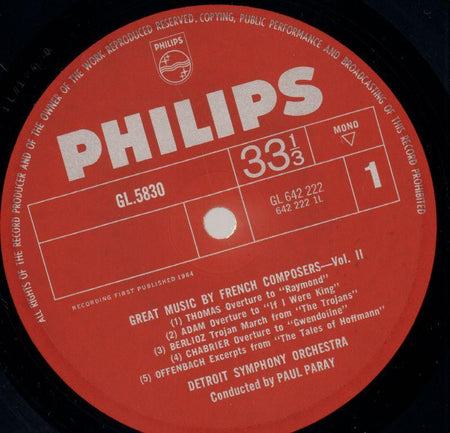 ALL RIGHTS OF THE RECORD PRODUCER AND OF THE OWNER OF THE WORK REPRODUCED RESERVED. COPYING, PUBLIC PERFORMANCE AND BROADCASTING OF THIS RECORD PROHIBITED
PHILIPS
PHILIPS
GL.5830
33⅓
MONO
GL 642 222
642 222 1L
1
RECORDING FIRST PUBLISHED 1964
GREAT MUSIC BY FRENCH COMPOSERS—Vol. II
(1) THOMAS Overture to "Raymond"
(2) ADAM Overture to "If I Were King"
(3) BERLIOZ Trojan March from "The Trojans"
(4) CHABRIER Overture to "Gwendoline"
(5) OFFENBACH Excerpts from "The Tales of Hoffmann"
DETROIT SYMPHONY ORCHESTRA
Conducted by PAUL PARAY